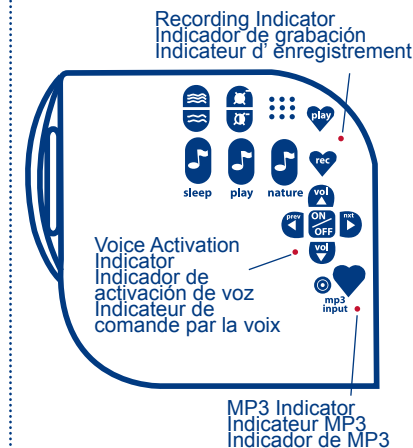 Recording Indicator
Indicador de grabación
Indicateur d' enregistrement
play
rec
sleep play nature
vol
prev ON OFF nxt
vol
Voice Activation
Indicator
Indicador de
activación de voz
Indicateur de
comande par la voix
mp3
input
MP3 Indicator
Indicateur MP3
Indicador de MP3